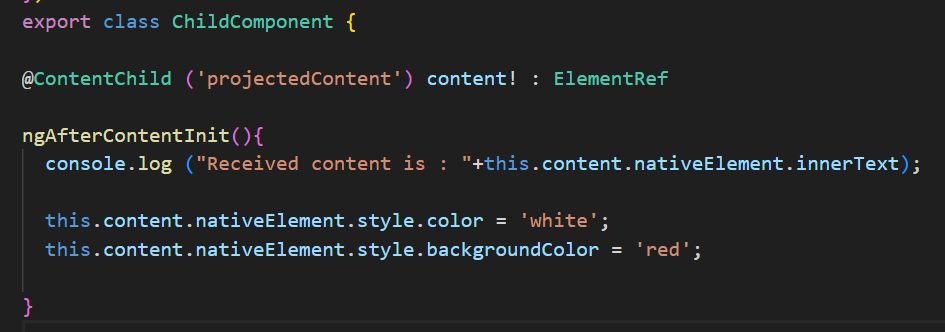 export class ChildComponent {
@ContentChild ('projectedContent') content! : ElementRef
ngAfterContentInit(){
console.log ("Received content is : "+this.content.nativeElement.innerText);
this.content.nativeElement.style.color = 'white';
this.content.nativeElement.style.backgroundColor = 'red';
}